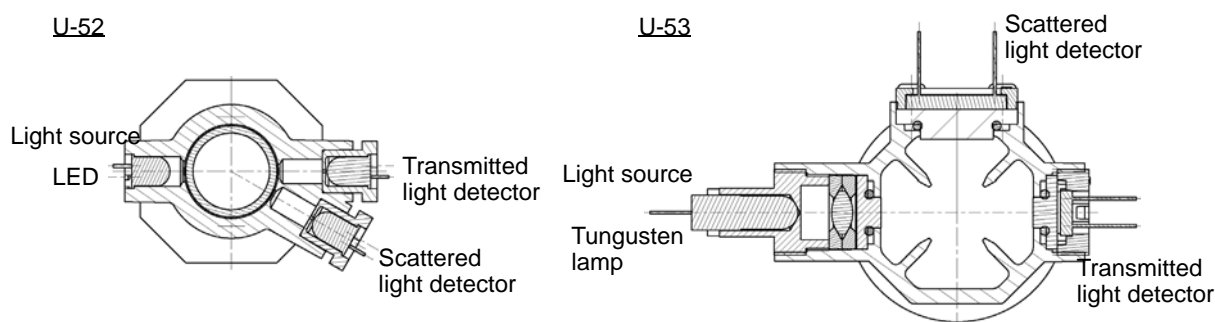 U-52
Light source
LED
Transmitted
light detector
Scattered
light detector
U-53
Scattered
light detector
Light source
Tungusten
lamp
Transmitted
light detector